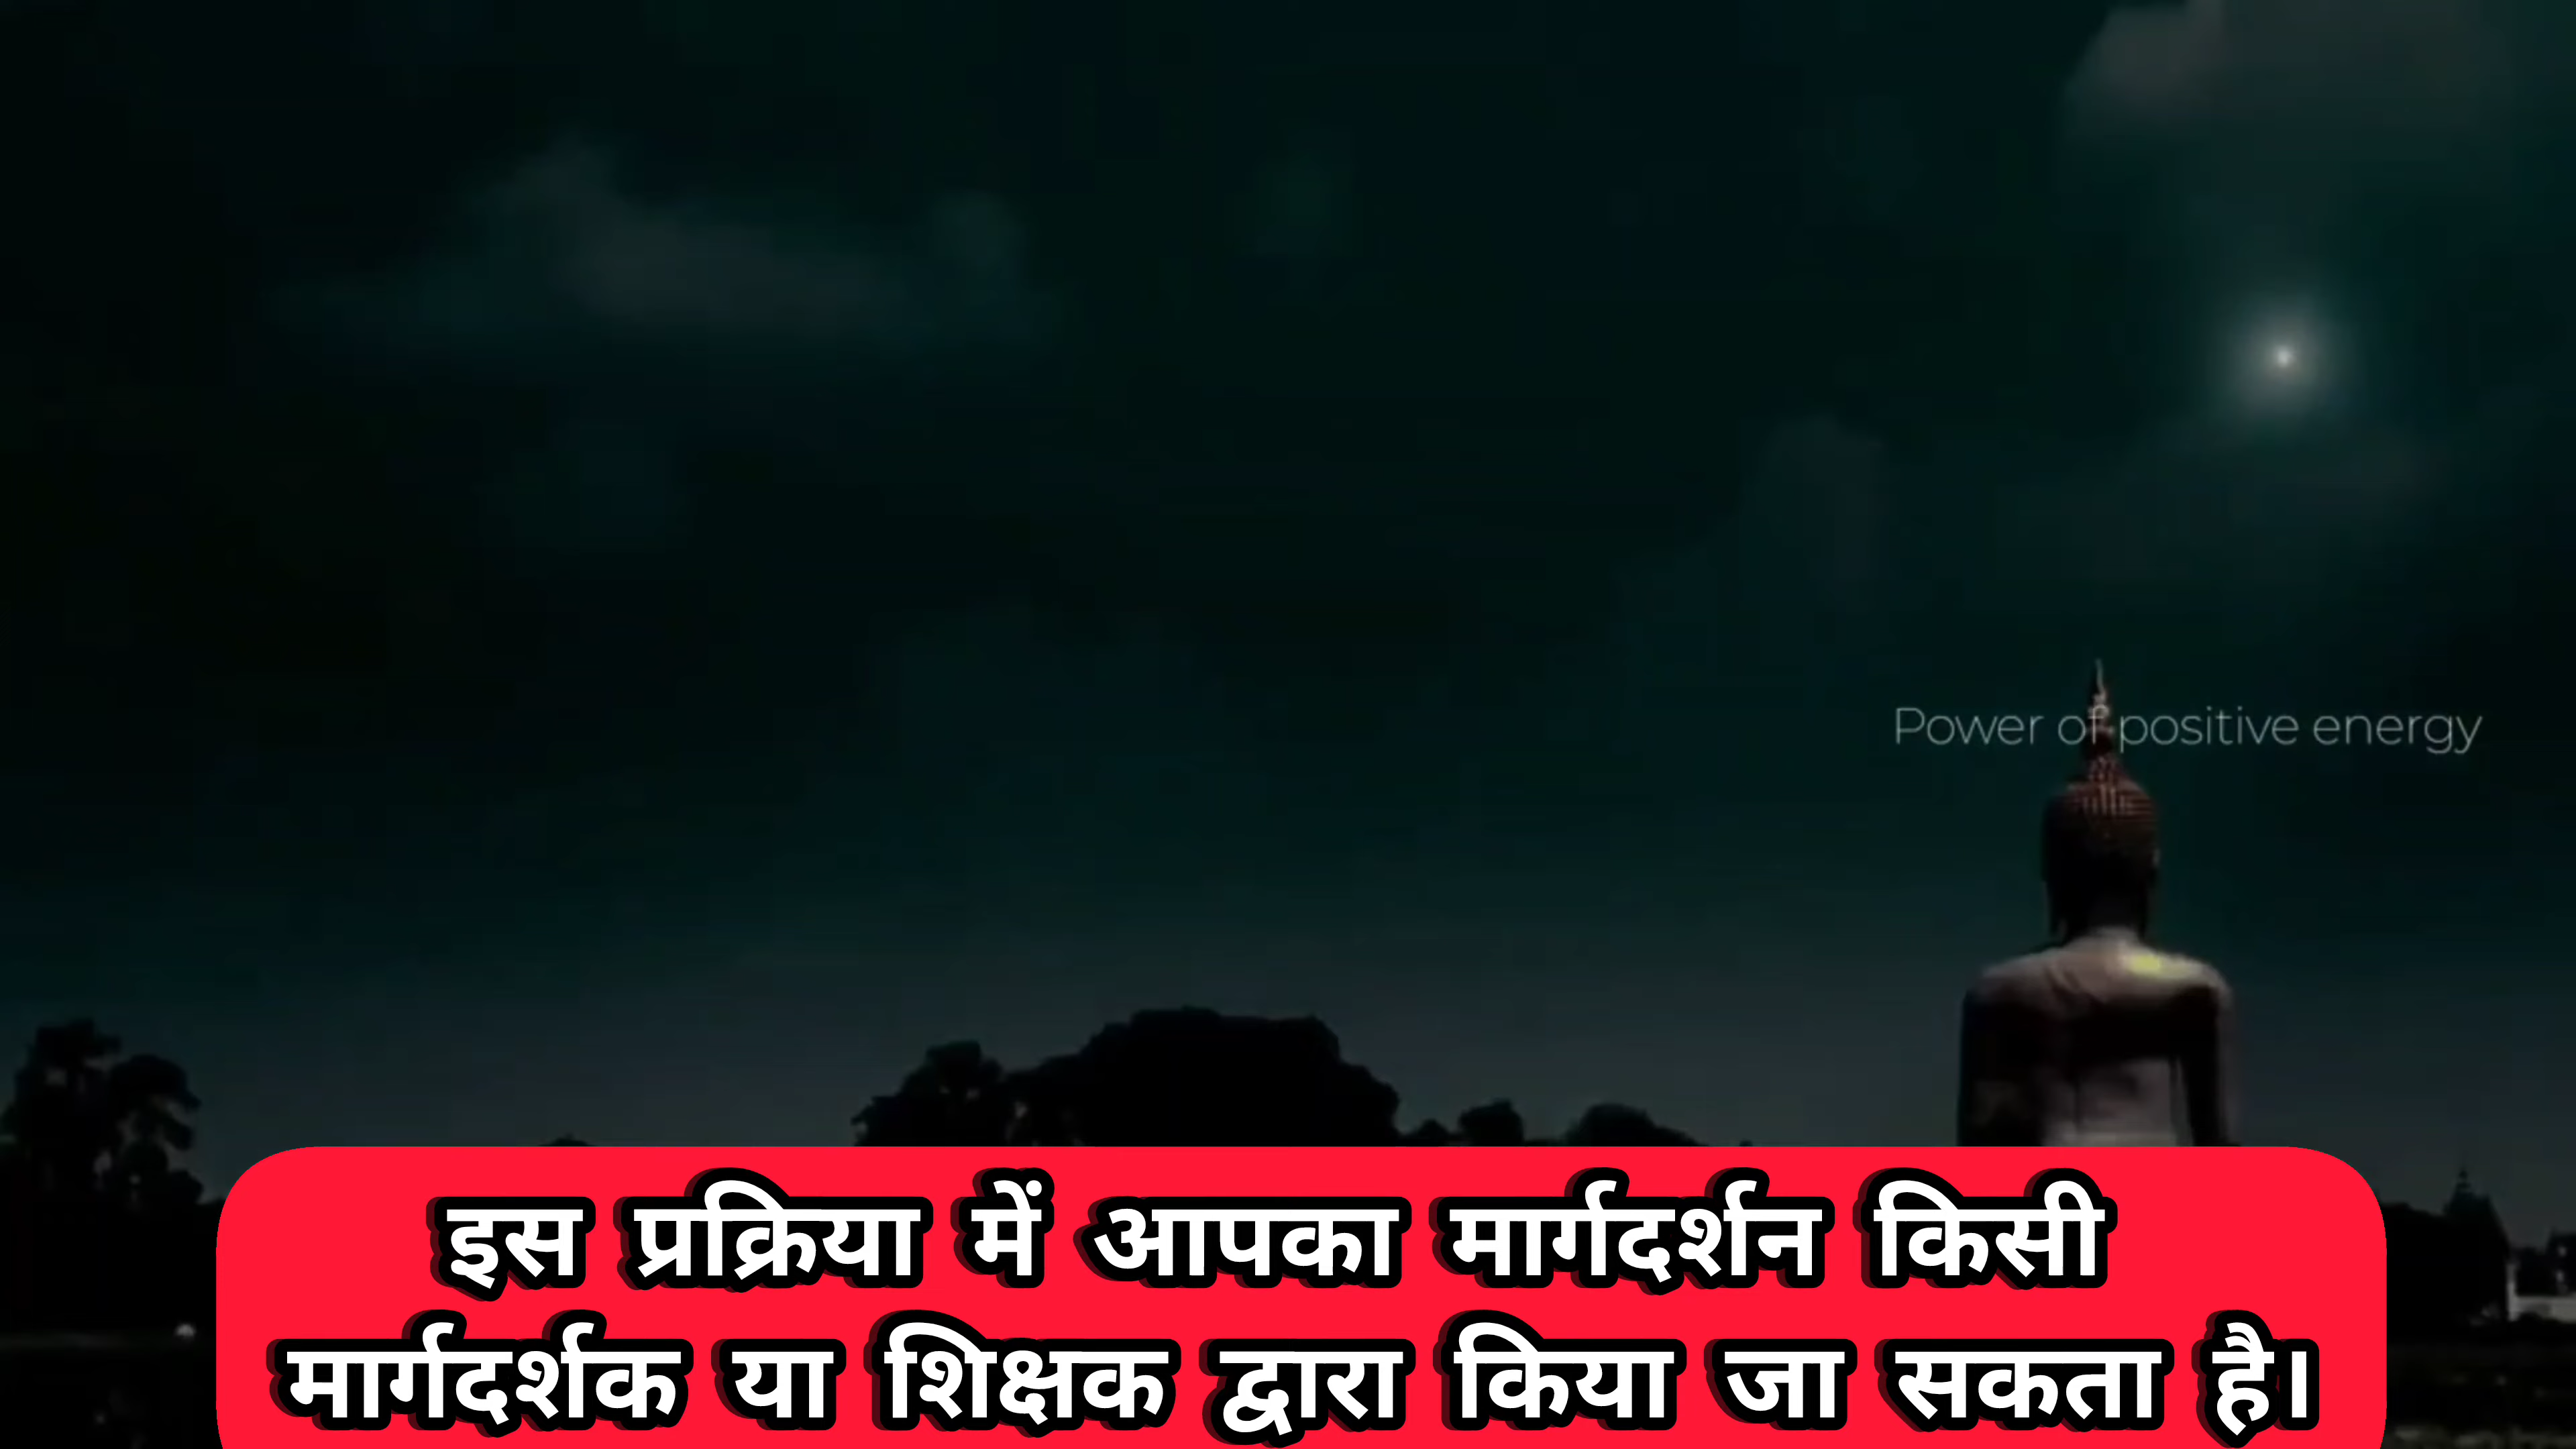 Power of positive energy
इस प्रक्रिया में आपका मार्गदर्शन किसी
मार्गदर्शक या शिक्षक द्वारा किया जा सकता है।